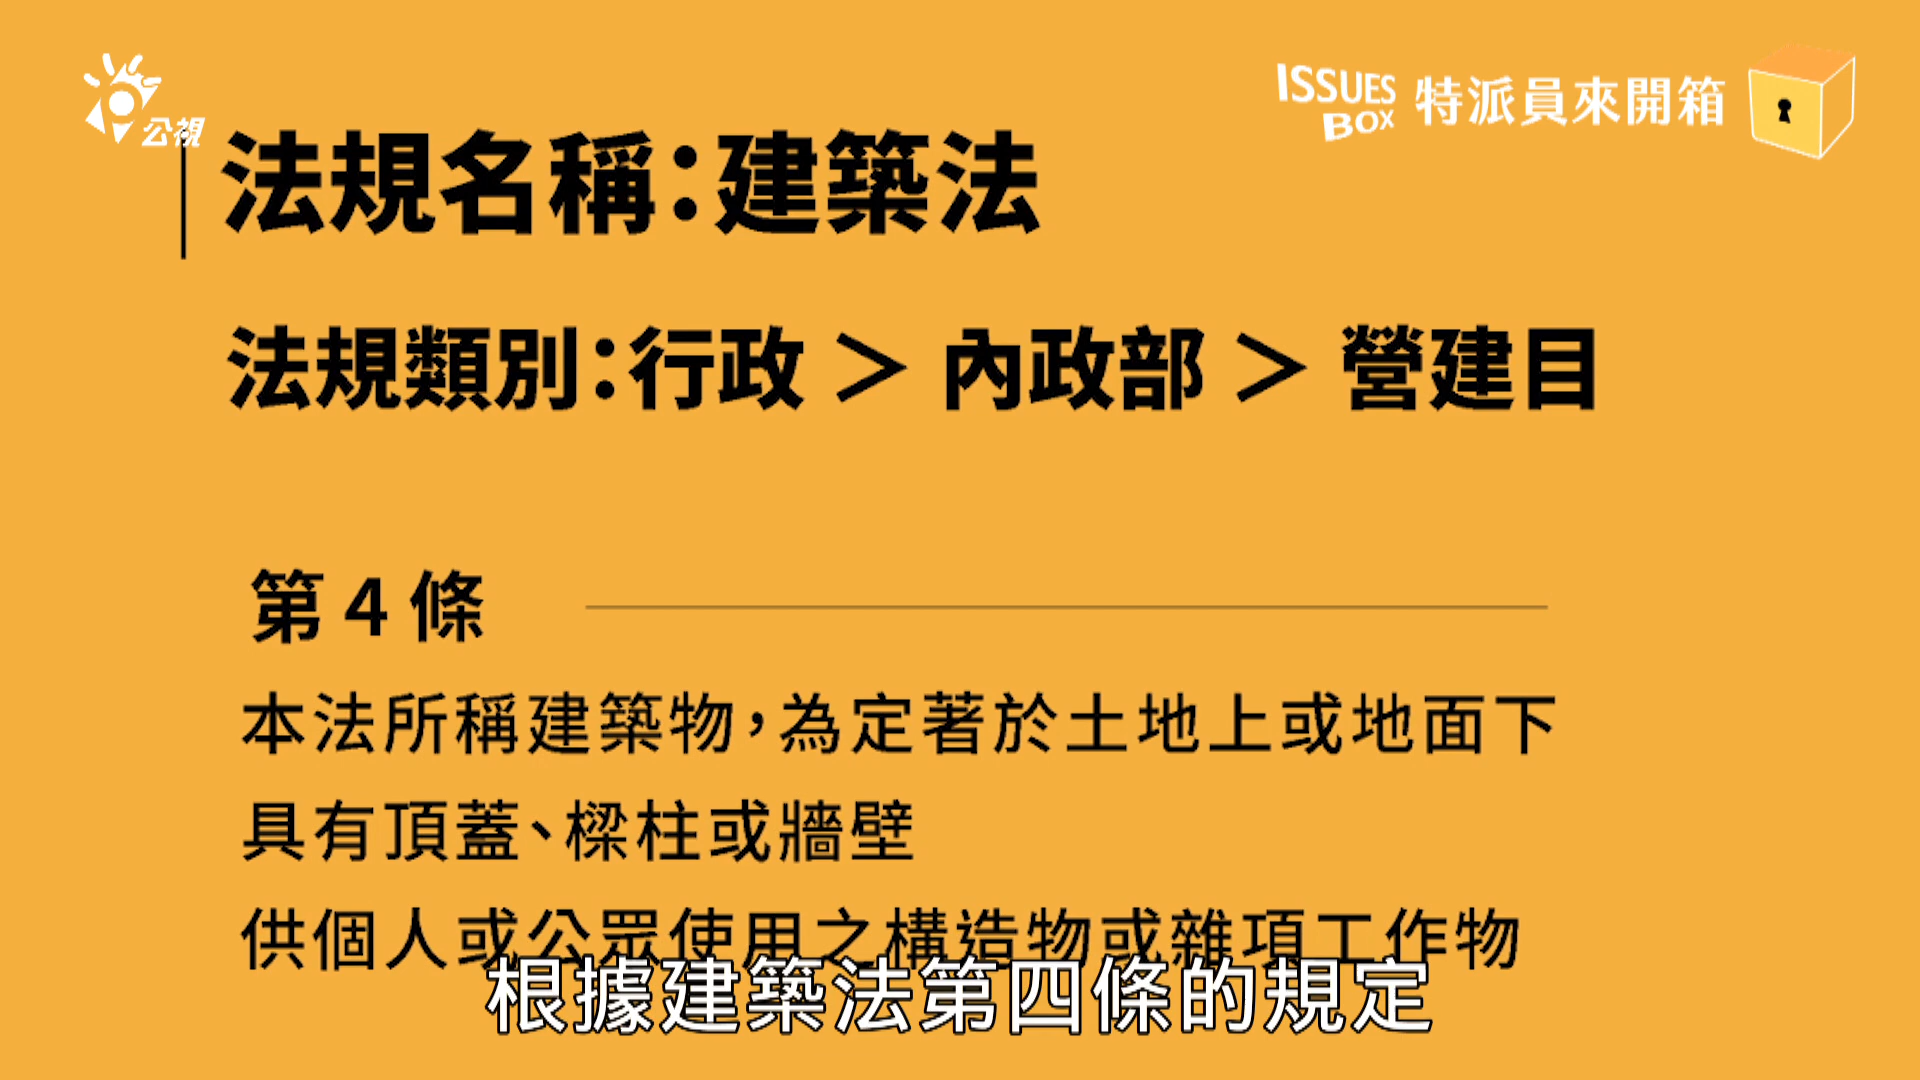 公視
ISSUES
BOX
特派員來開箱
法規名稱:建築法
法規類別:行政 > 內政部 > 營建目
第 4 條
本法所稱建築物,為定著於土地上或地面下
具有頂蓋、樑柱或牆壁
供個人或公眾使用之構造物或雜項工作物
根據建築法第四條的規定